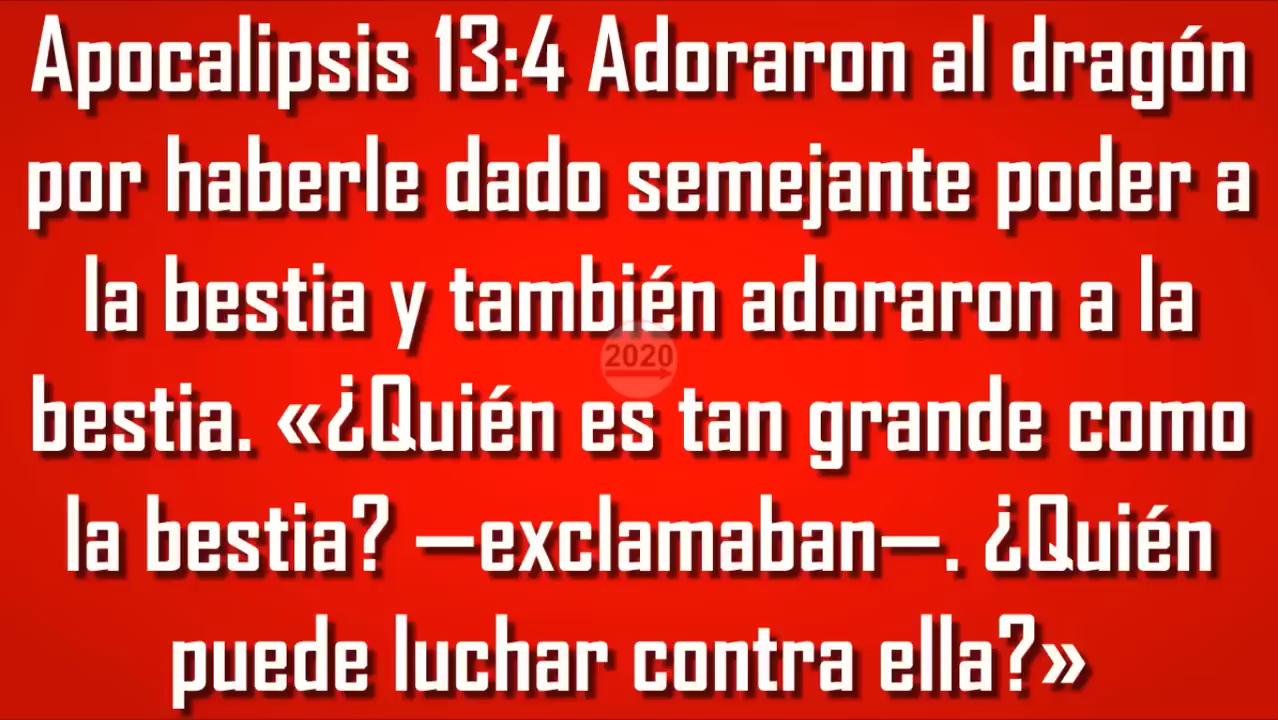 Apocalipsis 13:4 Adoraron al dragón
por haberle dado semejante poder a
la bestia y también adoraron a la
2020
bestia. «¿Quién es tan grande como
la bestia? —exclamaban—. ¿Quién
puede luchar contra ella?»